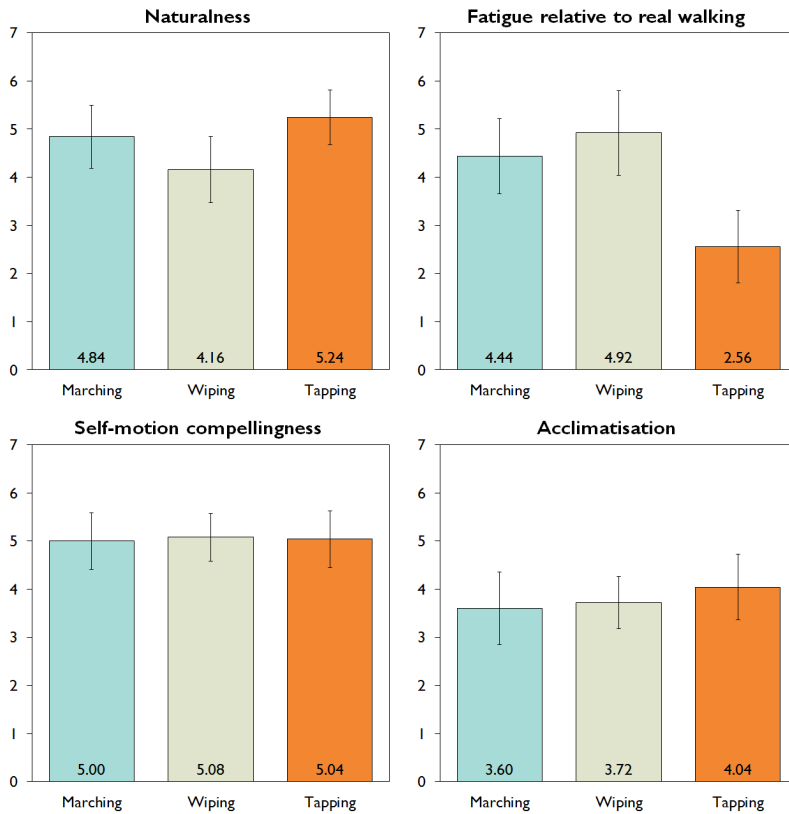 Naturalness
7
6
5
4
3
2
1
0
4.84
4.16
5.24
Marching
Wiping
Tapping
Fatigue relative to real walking
7
6
5
4
3
2
1
0
4.44
4.92
2.56
Marching
Wiping
Tapping
Self-motion compellingness
7
6
5
4
3
2
1
0
5.00
5.08
5.04
Marching
Wiping
Tapping
Acclimatisation
7
6
5
4
3
2
1
0
3.60
3.72
4.04
Marching
Wiping
Tapping